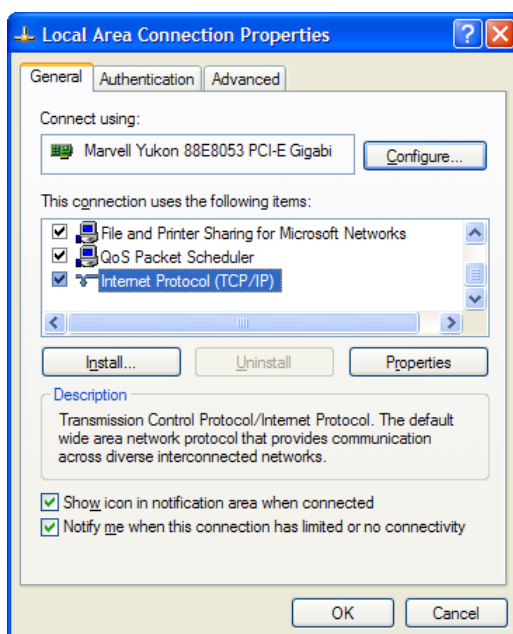 Local Area Connection Properties
General Authentication Advanced
Connect using:
Marvell Yukon 88E8053 PCI-E Gigabi Configure...
This connection uses the following items:
File and Printer Sharing for Microsoft Networks
QoS Packet Scheduler
Internet Protocol (TCP/IP)
Install... Uninstall Properties
Description
Transmission Control Protocol/Internet Protocol. The default
wide area network protocol that provides communication
across diverse interconnected networks.
Show icon in notification area when connected
Notify me when this connection has limited or no connectivity
OK Cancel